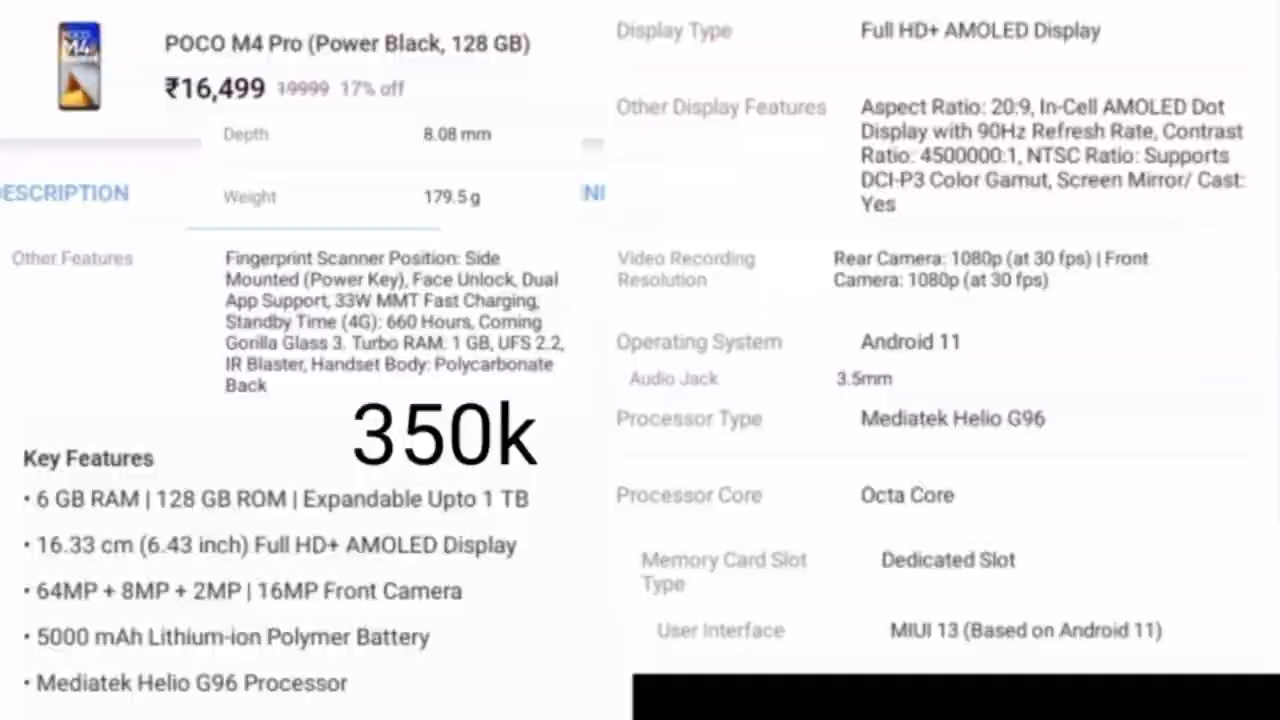 POCO M4 Pro (Power Black, 128 GB)
₹16,499 19999 17% off
Depth 8.08 mm
ESCRIPTION
Weight 179.5 g
NI
Other Features Fingerprint Scanner Position: Side
Mounted (Power Key), Face Unlock, Dual
App Support, 33W MMT Fast Charging,
Standby Time (4G): 660 Hours, Coming
Gorilla Glass 3. Turbo RAM: 1 GB, UFS 2.2,
IR Blaster, Handset Body: Polycarbonate
Back
350k
Key Features
• 6 GB RAM | 128 GB ROM | Expandable Upto 1 TB
• 16.33 cm (6.43 inch) Full HD+ AMOLED Display
• 64MP + 8MP + 2MP | 16MP Front Camera
• 5000 mAh Lithium-ion Polymer Battery
• Mediatek Helio G96 Processor
Display Type Full HD+ AMOLED Display
Other Display Features Aspect Ratio: 20:9, In-Cell AMOLED Dot
Display with 90Hz Refresh Rate, Contrast
Ratio: 4500000:1, NTSC Ratio: Supports
DCI-P3 Color Gamut, Screen Mirror/ Cast:
Yes
Video Recording Rear Camera: 1080p (at 30 fps) | Front
Resolution Camera: 1080p (at 30 fps)
Operating System Android 11
Audio Jack 3.5mm
Processor Type Mediatek Helio G96
Processor Core Octa Core
Memory Card Slot Dedicated Slot
Type
User Interface MIUI 13 (Based on Android 11)